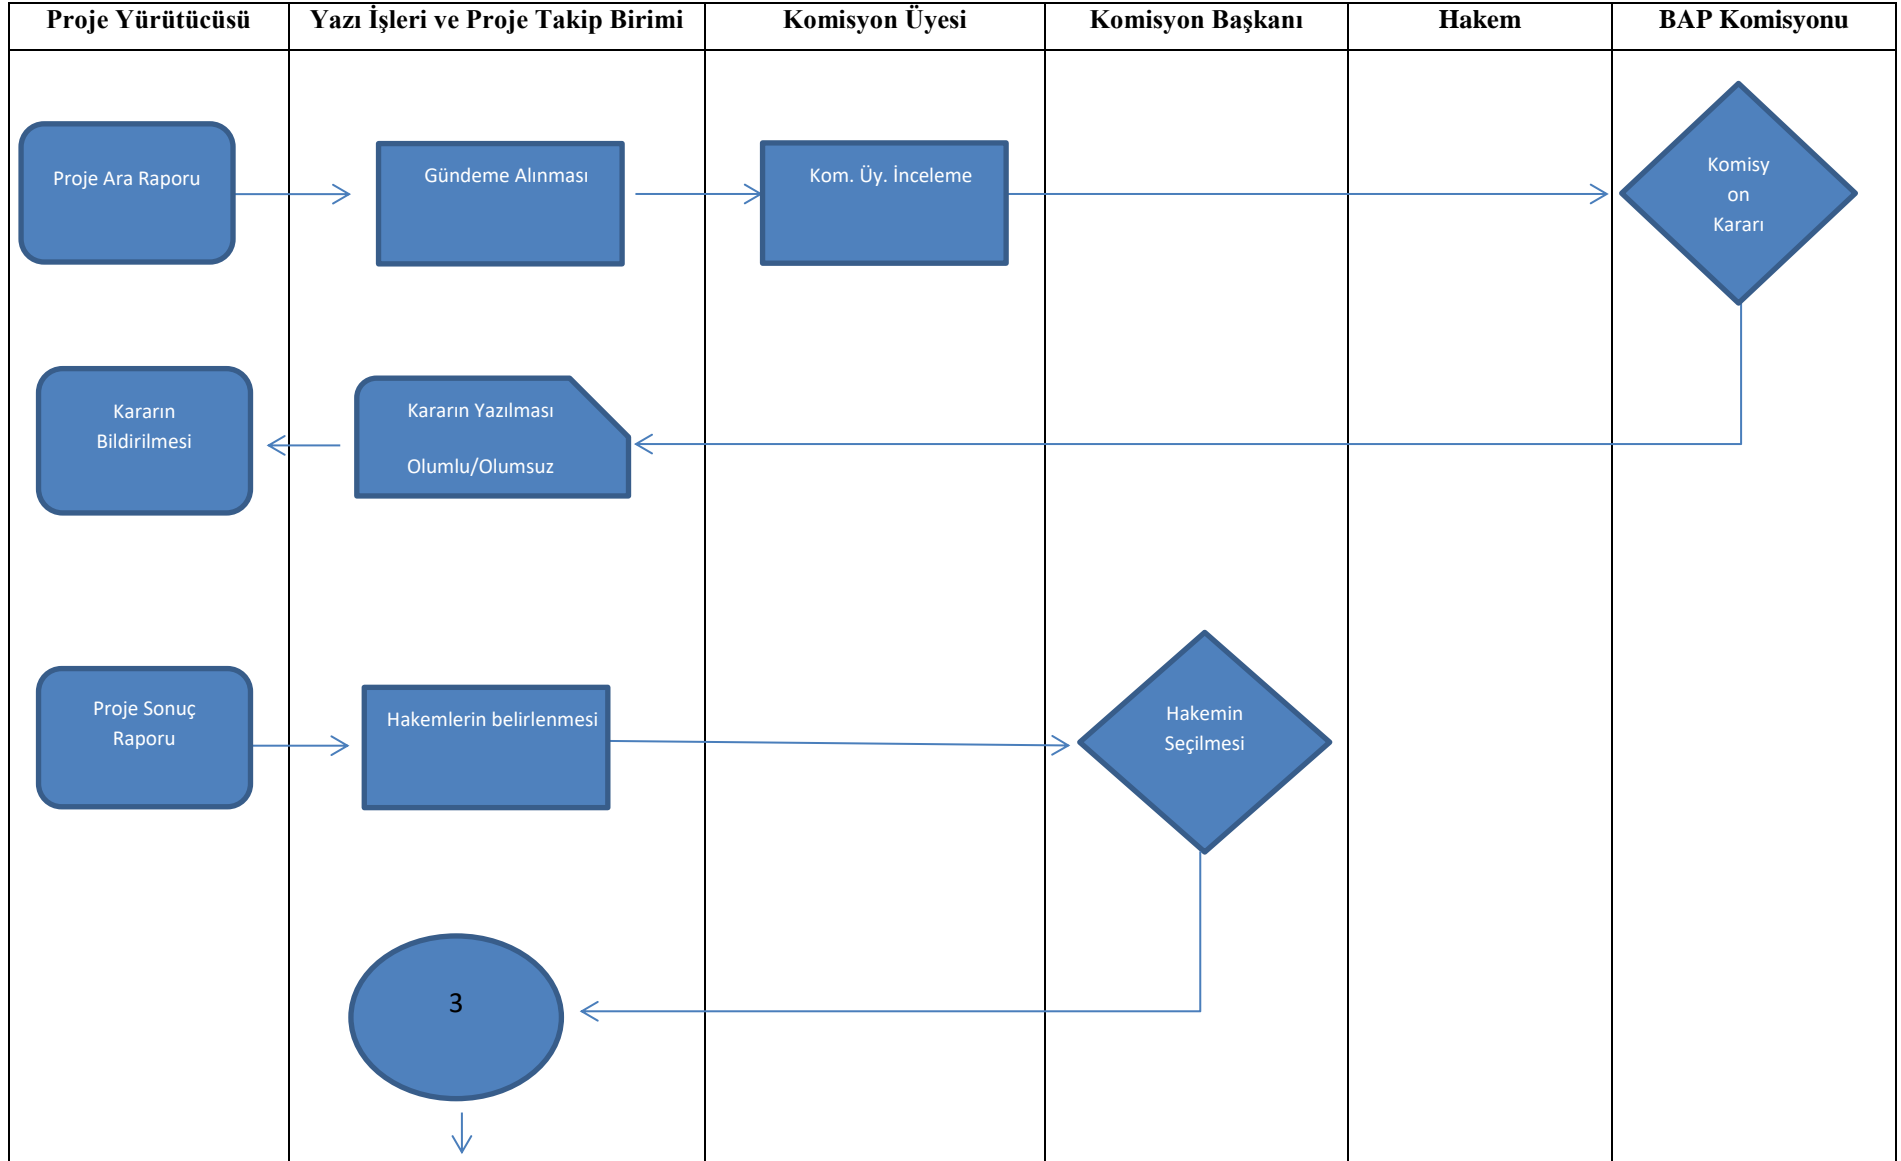 Proje Yürütücüsü
Yazı İşleri ve Proje Takip Birimi
Komisyon Üyesi
Komisyon Başkanı
Hakem
BAP Komisyonu
Proje Ara Raporu
Gündeme Alınması
Kom. Üy. İnceleme
Komisy
on
Kararı
Kararın
Bildirilmesi
Kararın Yazılması
Olumlu/Olumsuz
Proje Sonuç
Raporu
Hakemlerin belirlenmesi
Hakemin
Seçilmesi
3